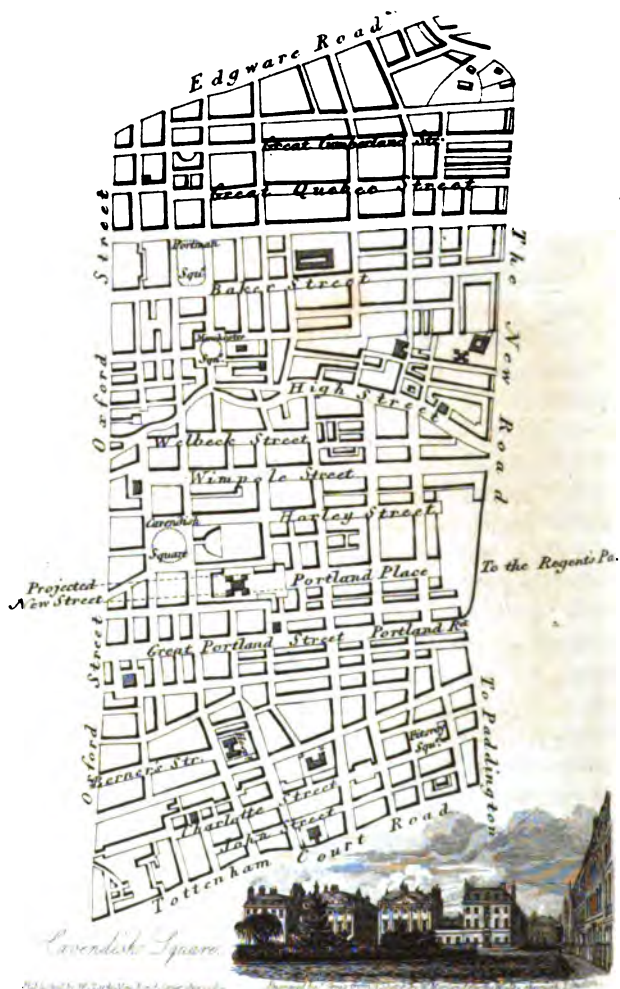 Edgware Road
Great Cumberland Str.
Great Quebec Street
Portman
Squ.
Baker Street
Manchester
Squ.
High Street
Oxford Street
The New Road
Welbeck Street
Wimpole Street
Harley Street
Cavendish
Square
Portland Place
Projected
New Street
To the Regent's Pa.
Great Portland Street
Portland Rd
Oxford Street
To Paddington
Fitzroy
Squ.
Berners Str.
Charlotte Street
John Street
Tottenham Court Road
Cavendish Square